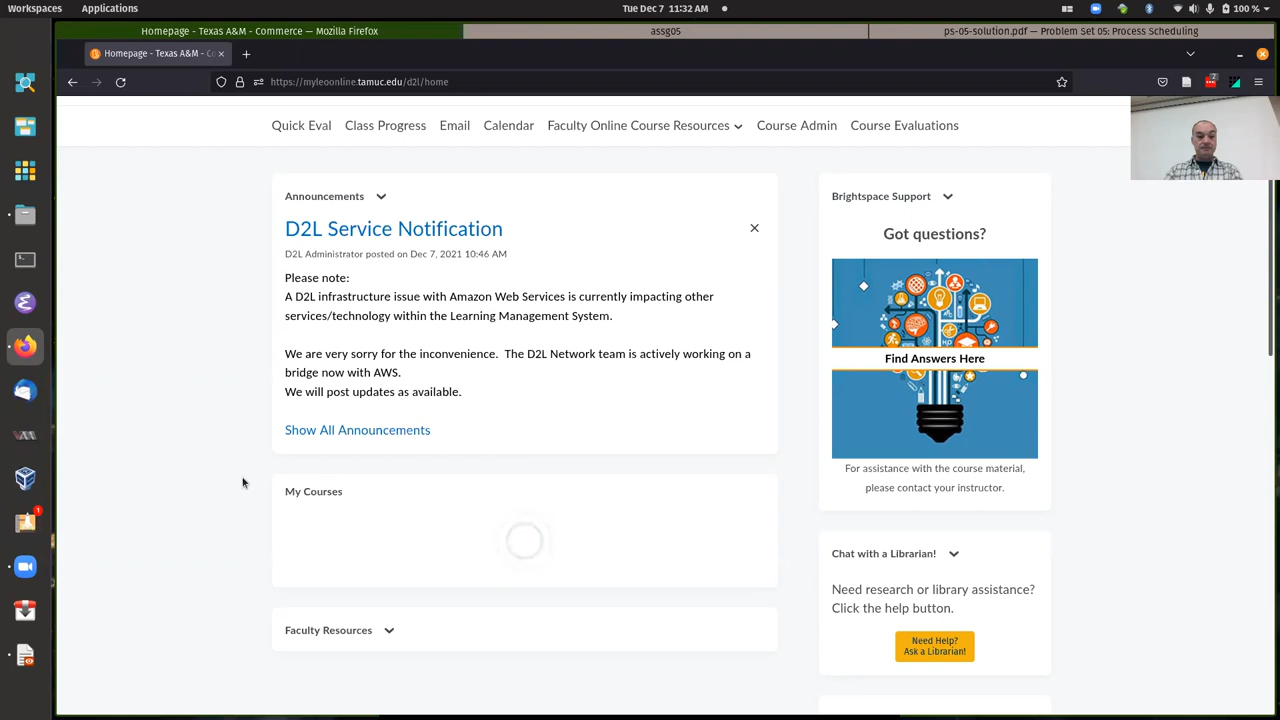 Workspaces Applications Tue Dec 7 11:32 AM 100 %
Homepage - Texas A&M - Commerce — Mozilla Firefox assg05 ps-05-solution.pdf — Problem Set 05: Process Scheduling
Homepage - Texas A&M - Co
https://myleoonline.tamuc.edu/d2l/home
Quick Eval Class Progress Email Calendar Faculty Online Course Resources Course Admin Course Evaluations
Announcements
D2L Service Notification
D2L Administrator posted on Dec 7, 2021 10:46 AM
Please note:
A D2L infrastructure issue with Amazon Web Services is currently impacting other
services/technology within the Learning Management System.
We are very sorry for the inconvenience. The D2L Network team is actively working on a
bridge now with AWS.
We will post updates as available.
Show All Announcements
My Courses
Faculty Resources
Brightspace Support
Got questions?
Find Answers Here
For assistance with the course material,
please contact your instructor.
Chat with a Librarian!
Need research or library assistance?
Click the help button.
Need Help?
Ask a Librarian!
1